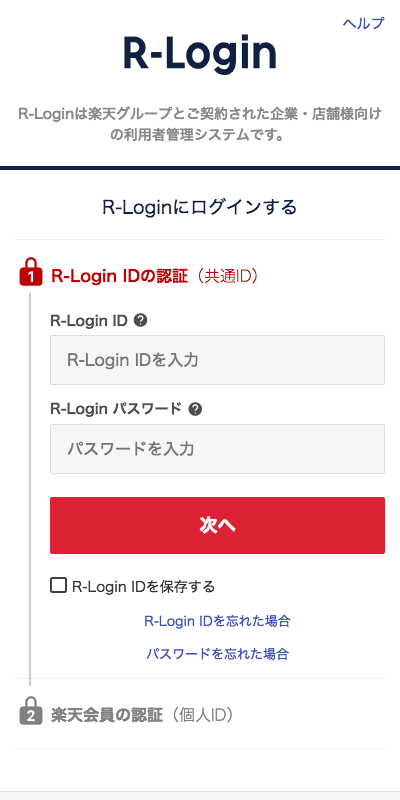 ヘルプ
R-Login
R-Loginは楽天グループとご契約された企業・店舗様向け
の利用者管理システムです。
R-Loginにログインする
1 R-Login IDの認証（共通ID）
R-Login ID ?
R-Login IDを入力
R-Login パスワード ?
パスワードを入力
次へ
R-Login IDを保存する
R-Login IDを忘れた場合
パスワードを忘れた場合
2 楽天会員の認証（個人ID）